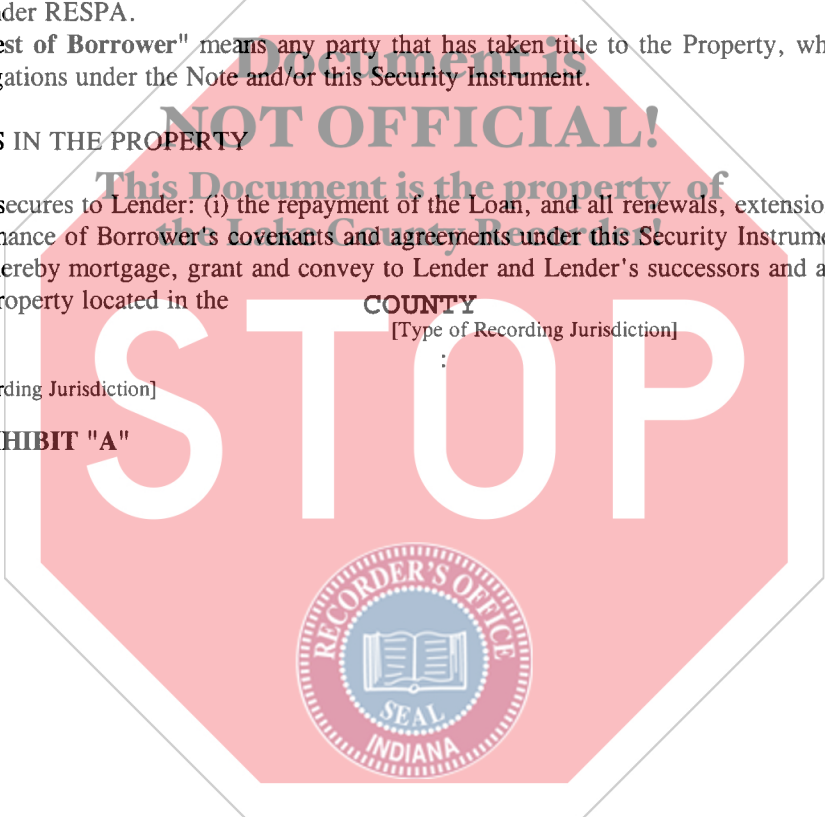 der RESPA.
est of Borrower" means any party that has taken title to the Property, wh
gations under the Note and/or this Security Instrument.
S IN THE PROPERTY
secures to Lender: (i) the repayment of the Loan, and all renewals, extensio
nance of Borrower's covenants and agreements under this Security Instrume
ereby mortgage, grant and convey to Lender and Lender's successors and a
roperty located in the COUNTY
[Type of Recording Jurisdiction]
:
rding Jurisdiction]
HIBIT "A"
Document is
NOT OFFICIAL!
This Document is the property of
the Lake County Recorder!
STOP
RECORDER'S OFFICE
SEAL
INDIANA